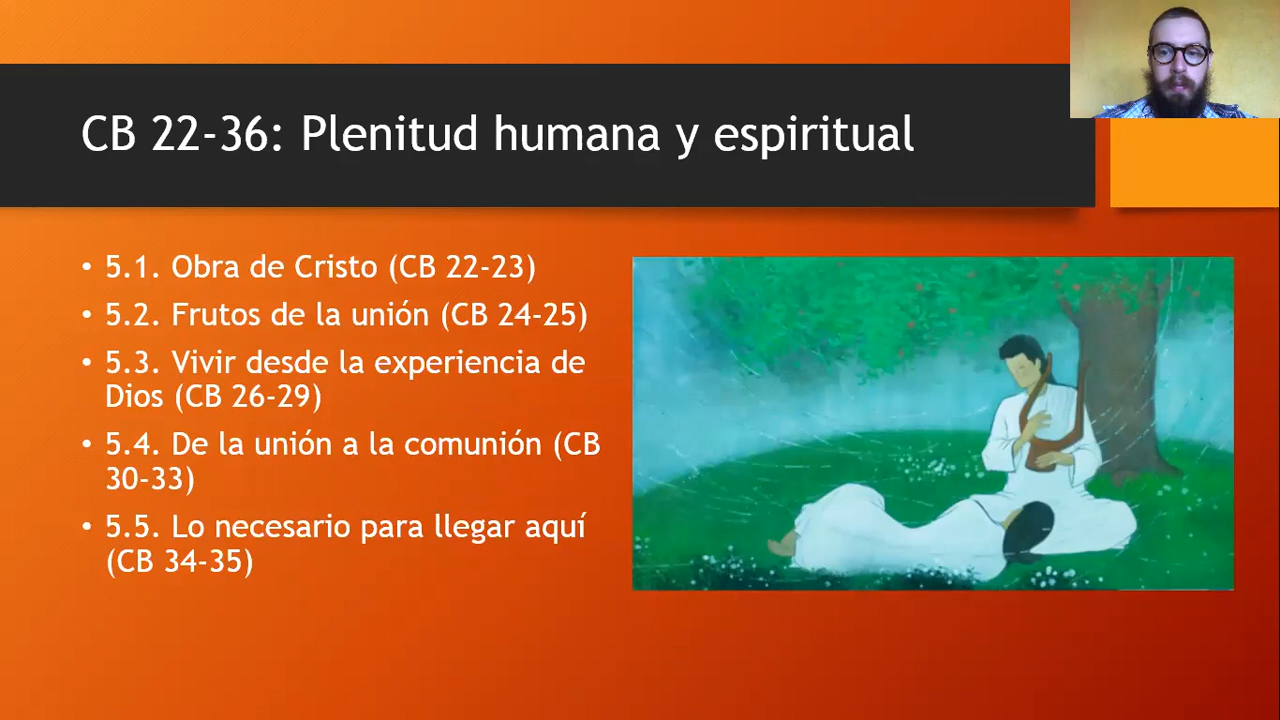 CB 22-36: Plenitud humana y espiritual
• 5.1. Obra de Cristo (CB 22-23)
• 5.2. Frutos de la unión (CB 24-25)
• 5.3. Vivir desde la experiencia de
Dios (CB 26-29)
• 5.4. De la unión a la comunión (CB
30-33)
• 5.5. Lo necesario para llegar aquí
(CB 34-35)